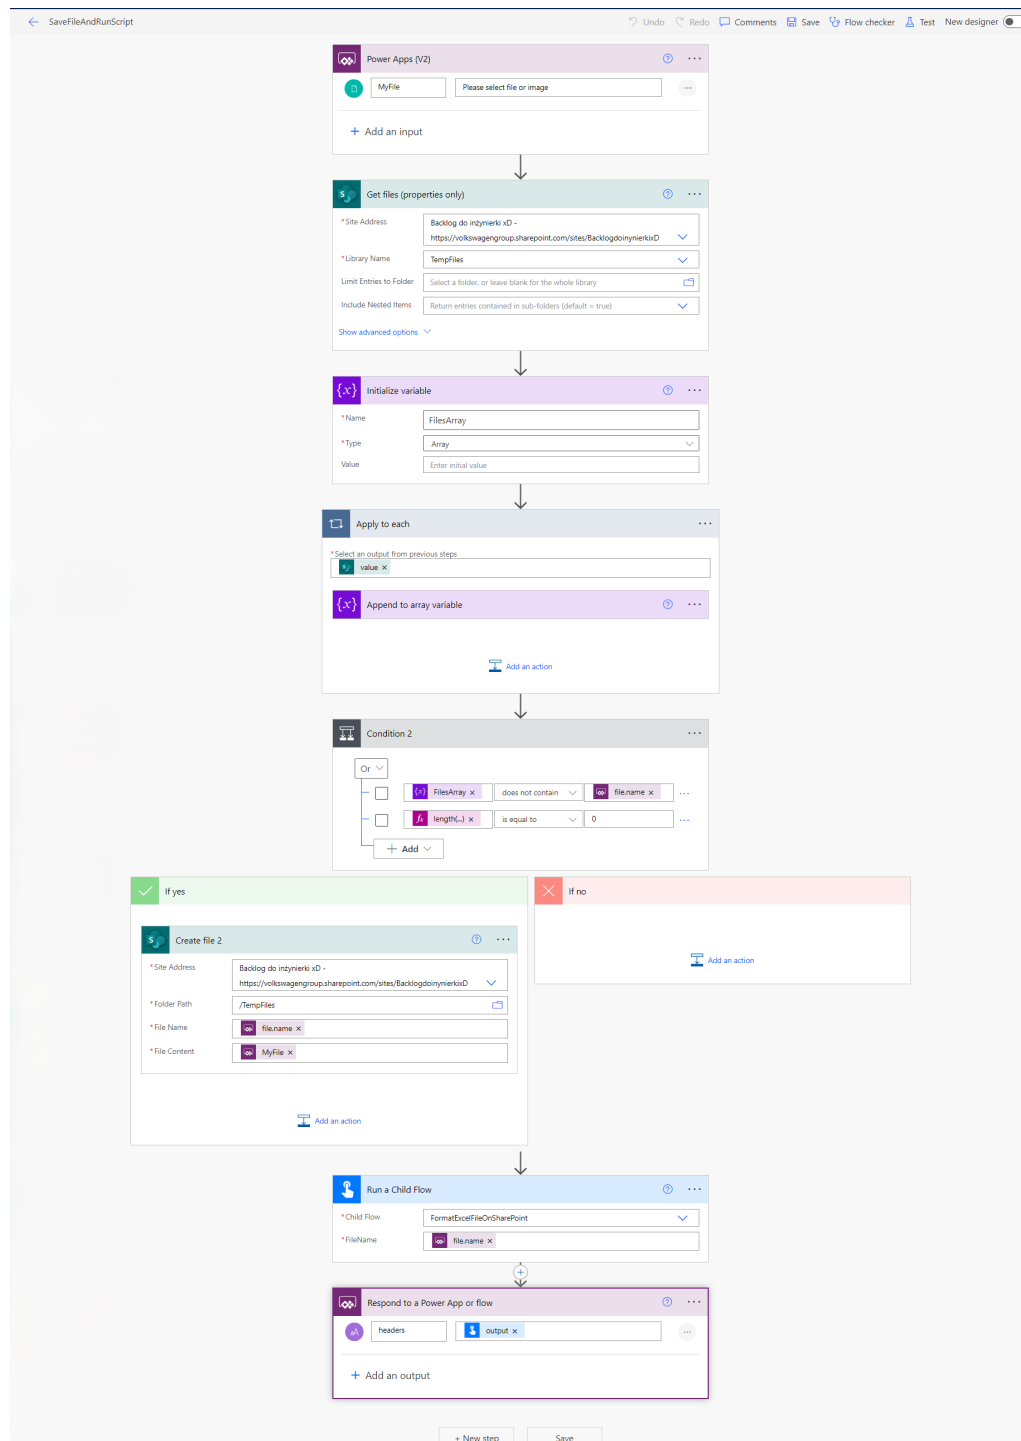 SaveFileAndRunScript
Undo Redo Comments Save Flow checker Test New designer
Power Apps (V2)
MyFile Please select file or image
+ Add an input
Get files (properties only)
*Site Address Backlog do inżynierki xD -
https://volkswagengroup.sharepoint.com/sites/BacklogdoinynierkixD
*Library Name TempFiles
Limit Entries to Folder Select a folder, or leave blank for the whole library
Include Nested Items Return entries contained in sub-folders (default = true)
Show advanced options
{x} Initialize variable
*Name FilesArray
*Type Array
Value Enter initial value
Apply to each
*Select an output from previous steps
value ×
{x} Append to array variable
Add an action
Condition 2
Or
{x} FilesArray × does not contain file.name ×
fx length(...) × is equal to 0
+ Add
If yes
Create file 2
*Site Address Backlog do inżynierki xD -
https://volkswagengroup.sharepoint.com/sites/BacklogdoinynierkixD
*Folder Path /TempFiles
*File Name file.name ×
*File Content MyFile ×
Add an action
If no
Add an action
Run a Child Flow
*Child Flow FormatExcelFileOnSharePoint
*FileName file.name ×
Respond to a Power App or flow
headers output ×
+ Add an output
+ New step Save